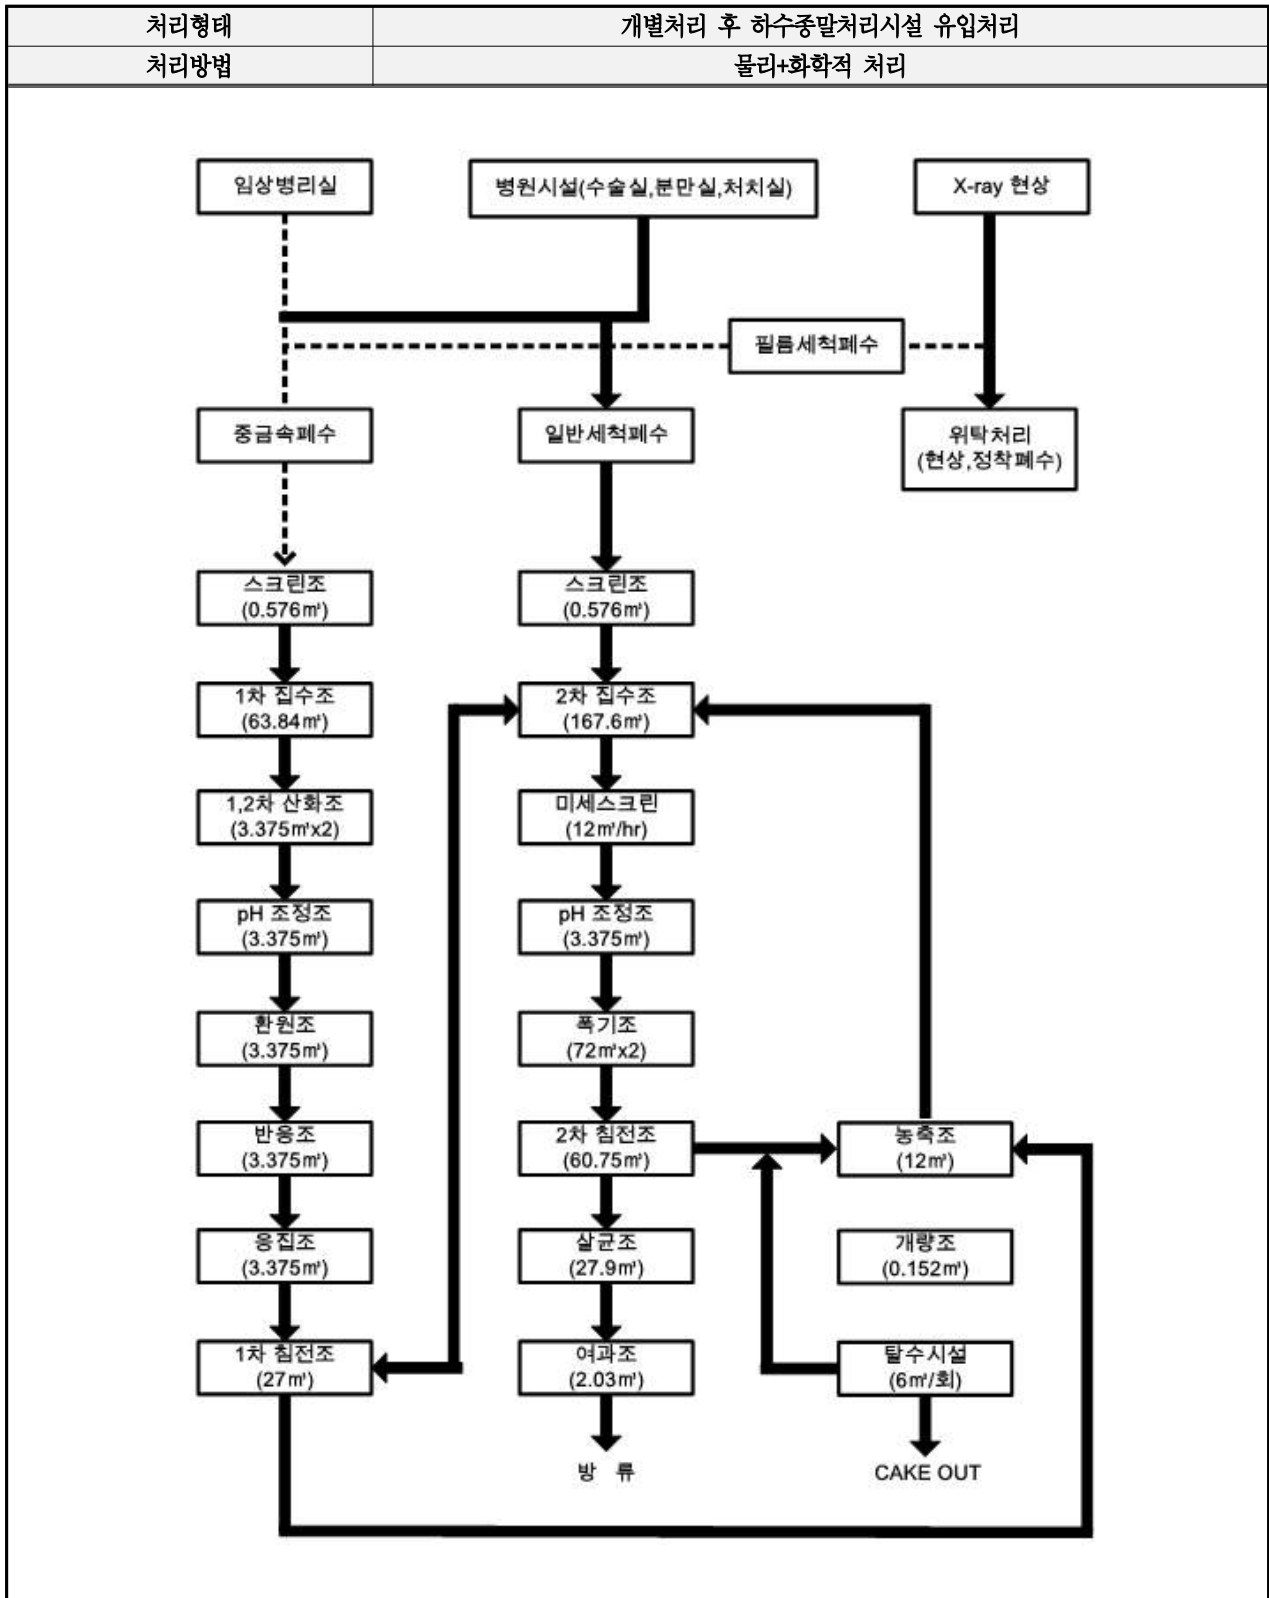 처리형태 개별처리 후 하수종말처리시설 유입처리
처리방법 물리+화학적 처리
임상병리실
병원시설(수술실,분만실,처치실)
X-ray 현상
필름세척폐수
중금속폐수
일반세척폐수
위탁처리
(현상,정착폐수)
스크린조
(0.576㎥)
스크린조
(0.576㎥)
1차 집수조
(63.84㎥)
2차 집수조
(167.6㎥)
1,2차 산화조
(3.375㎥x2)
미세스크린
(12㎥/hr)
pH 조정조
(3.375㎥)
pH 조정조
(3.375㎥)
환원조
(3.375㎥)
폭기조
(72㎥x2)
반응조
(3.375㎥)
2차 침전조
(60.75㎥)
농축조
(12㎥)
응집조
(3.375㎥)
살균조
(27.9㎥)
개량조
(0.152㎥)
1차 침전조
(27㎥)
여과조
(2.03㎥)
탈수시설
(6㎥/회)
방 류
CAKE OUT